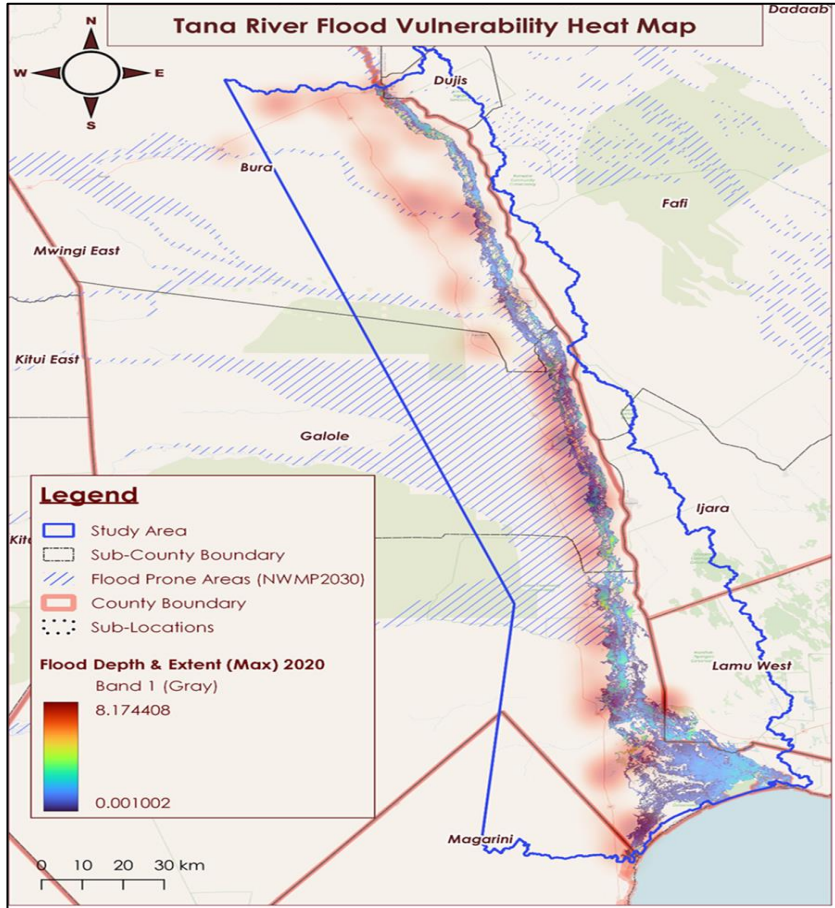 Dadaab
Tana River Flood Vulnerability Heat Map
N
W
E
S
Dujis
Bura
Fafi
Mwingi East
Kitui East
Galole
Legend
Ijara
Study Area
Sub-County Boundary
Flood Prone Areas (NWMP2030)
County Boundary
Sub-Locations
Flood Depth & Extent (Max) 2020
Lamu West
Band 1 (Gray)
8.174408
0.001002
Magarini
0 10 20 30 km